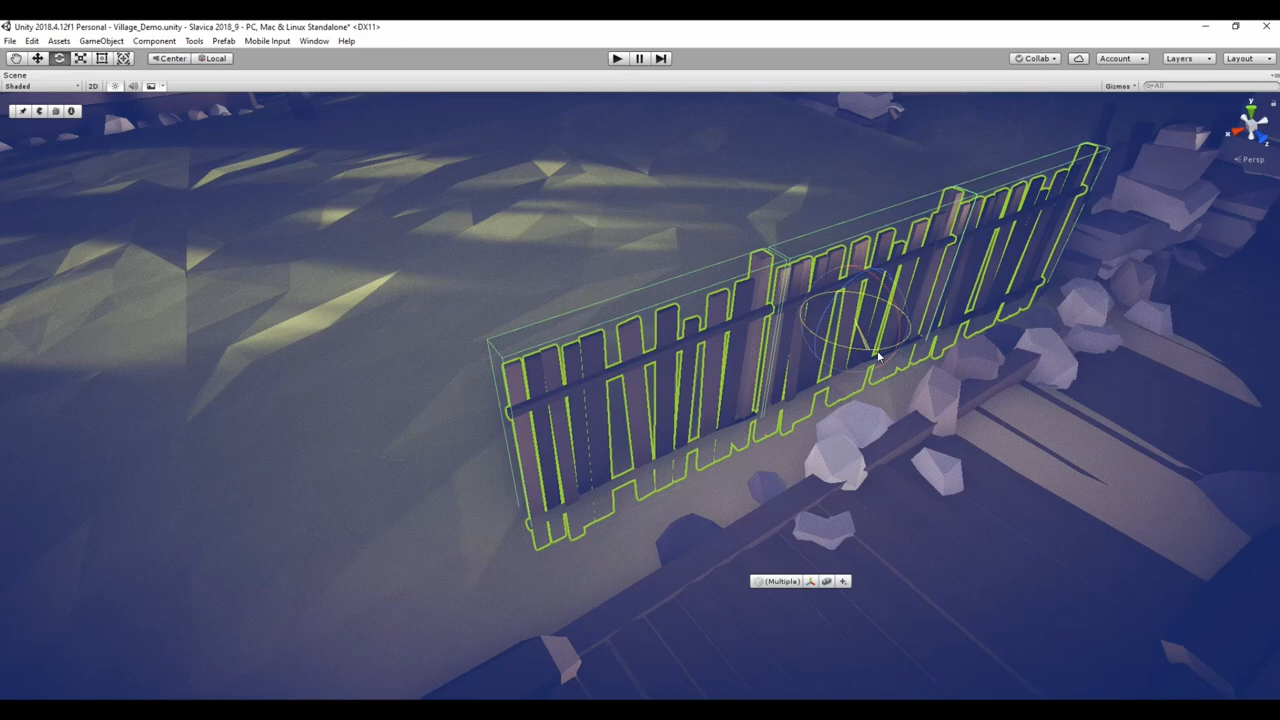 Unity 2018.4.12f1 Personal - Village_Demo.unity - Slavica 2018_9 - PC, Mac & Linux Standalone* <DX11>
File Edit Assets GameObject Component Tools Prefab Mobile Input Window Help
Center Local Collab Account Layers Layout
Scene
Shaded 2D Gizmos All
y
x
z
Persp
(Multiple)